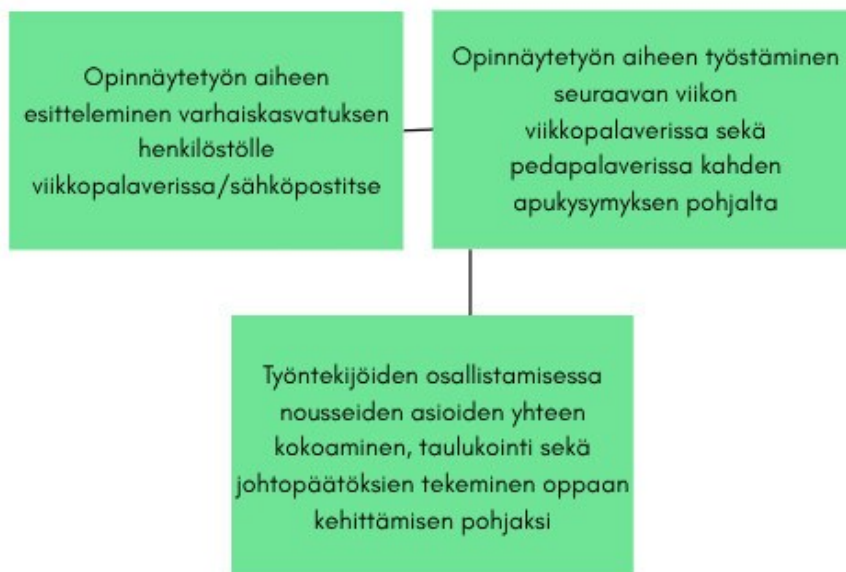 Opinnäytetyön aiheen
esitteleminen varhaiskasvatuksen
henkilöstölle
viikkopalaverissa/sähköpostitse
Opinnäytetyön aiheen työstäminen
seuraavan viikon
viikkopalaverissa sekä
pedapalaverissa kahden
apukysymyksen pohjalta
Työntekijöiden osallistamisessa
nousseiden asioiden yhteen
kokoaminen, taulukointi sekä
johtopäätöksien tekeminen oppaan
kehittämisen pohjaksi